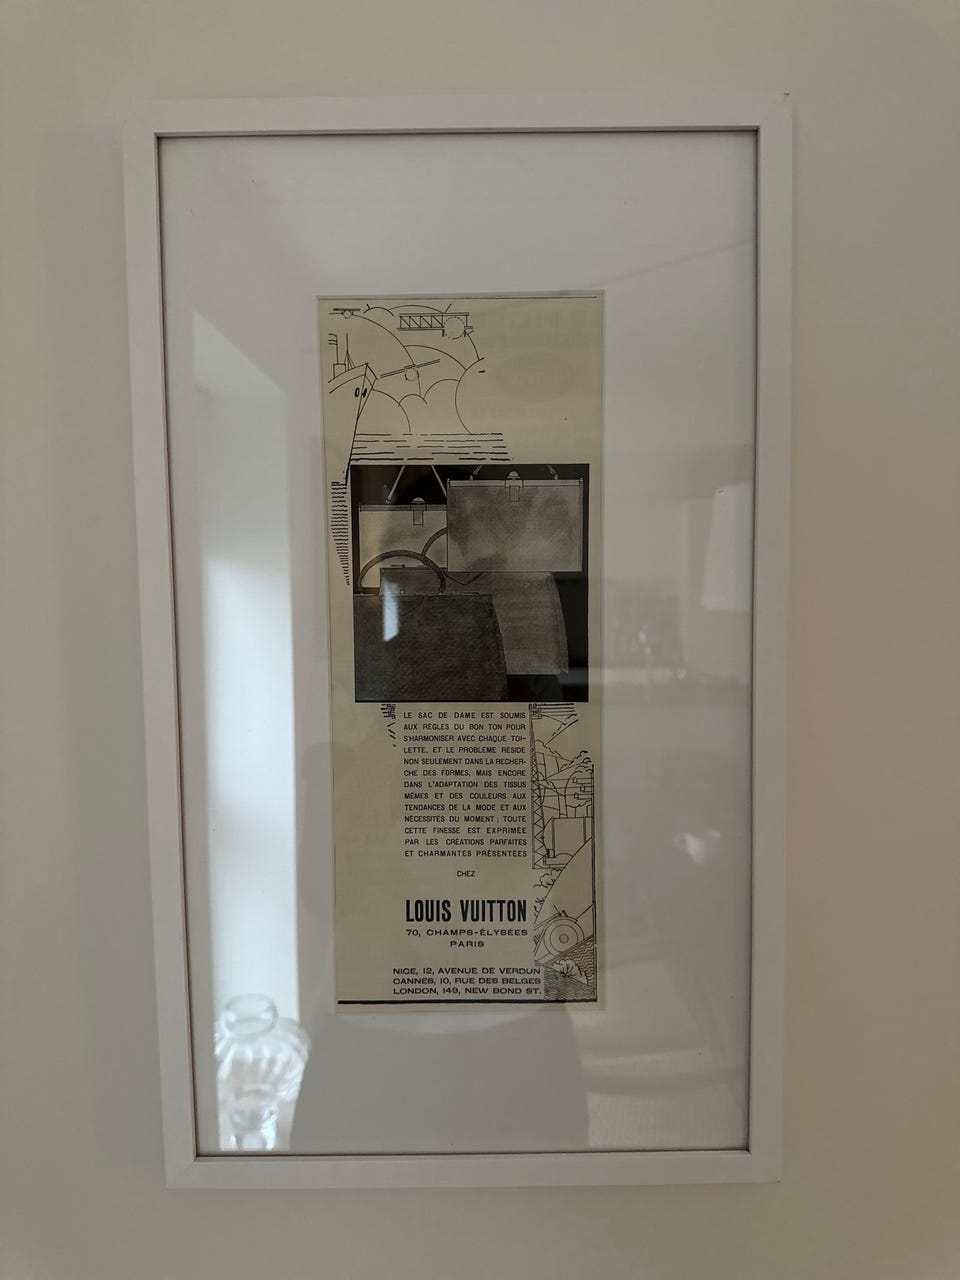 LE SAC DE DAME EST SOUMIS
AUX RÈGLES DU BON TON POUR
S'HARMONISER AVEC CHAQUE TOI-
LETTE, ET LE PROBLÈME RÉSIDE
NON SEULEMENT DANS LA RECHER-
CHE DES FORMES, MAIS ENCORE
DANS L'ADAPTATION DES TISSUS
MÊMES ET DES COULEURS AUX
TENDANCES DE LA MODE ET AUX
NÉCESSITÉS DU MOMENT ; TOUTE
CETTE FINESSE EST EXPRIMÉE
PAR LES CRÉATIONS PARFAITES
ET CHARMANTES PRÉSENTÉES
CHEZ
LOUIS VUITTON
70, CHAMPS-ÉLYSÉES
PARIS
NICE, 12, AVENUE DE VERDUN
CANNES, 10, RUE DES BELGES
LONDON, 149, NEW BOND ST.